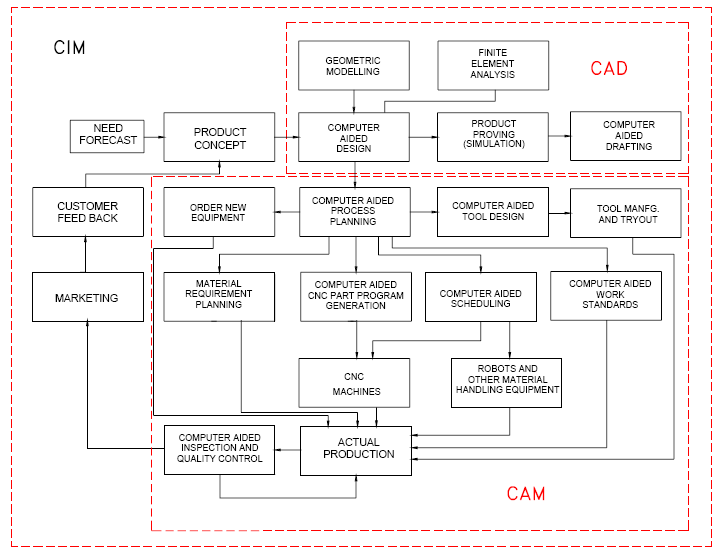 CIM
GEOMETRIC
MODELLING
FINITE
ELEMENT
ANALYSIS
CAD
NEED
FORECAST
PRODUCT
CONCEPT
COMPUTER
AIDED
DESIGN
PRODUCT
PROVING
(SIMULATION)
COMPUTER
AIDED
DRAFTING
CUSTOMER
FEED BACK
ORDER NEW
EQUIPMENT
COMPUTER AIDED
PROCESS
PLANNING
COMPUTER AIDED
TOOL DESIGN
TOOL MANFG.
AND TRYOUT
MARKETING
MATERIAL
REQUIREMENT
PLANNING
COMPUTER AIDED
CNC PART PROGRAM
GENERATION
COMPUTER AIDED
SCHEDULING
COMPUTER AIDED
WORK
STANDARDS
CNC
MACHINES
ROBOTS AND
OTHER MATERIAL
HANDLING EQUIPMENT
COMPUTER AIDED
INSPECTION AND
QUALITY CONTROL
ACTUAL
PRODUCTION
CAM